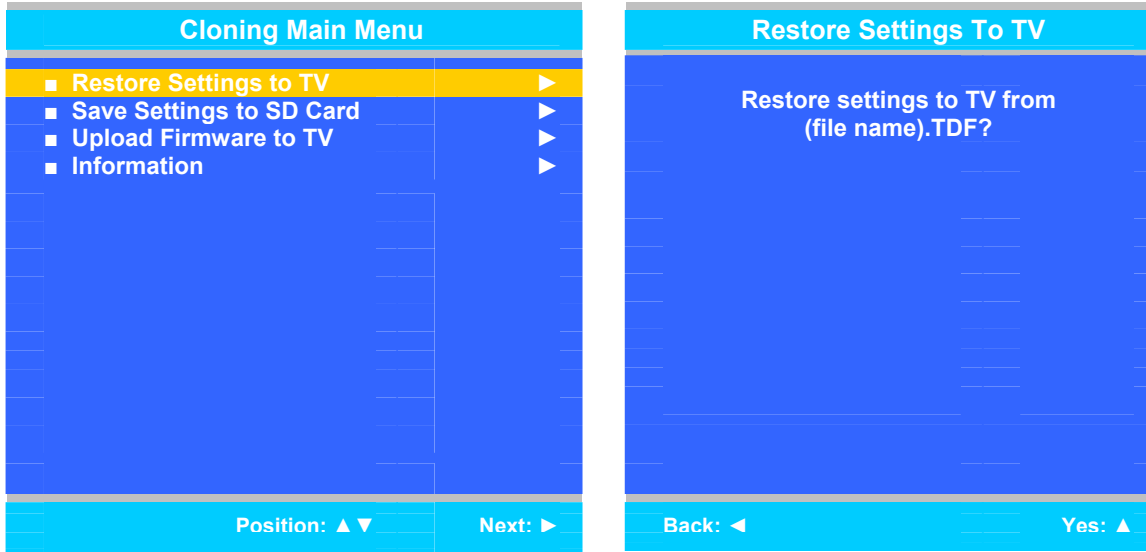 Cloning Main Menu
■ Restore Settings to TV ►
■ Save Settings to SD Card ►
■ Upload Firmware to TV ►
■ Information ►
Position: ▲▼ Next: ►
Restore Settings To TV
Restore settings to TV from
(file name).TDF?
Back: ◄ Yes: ▲